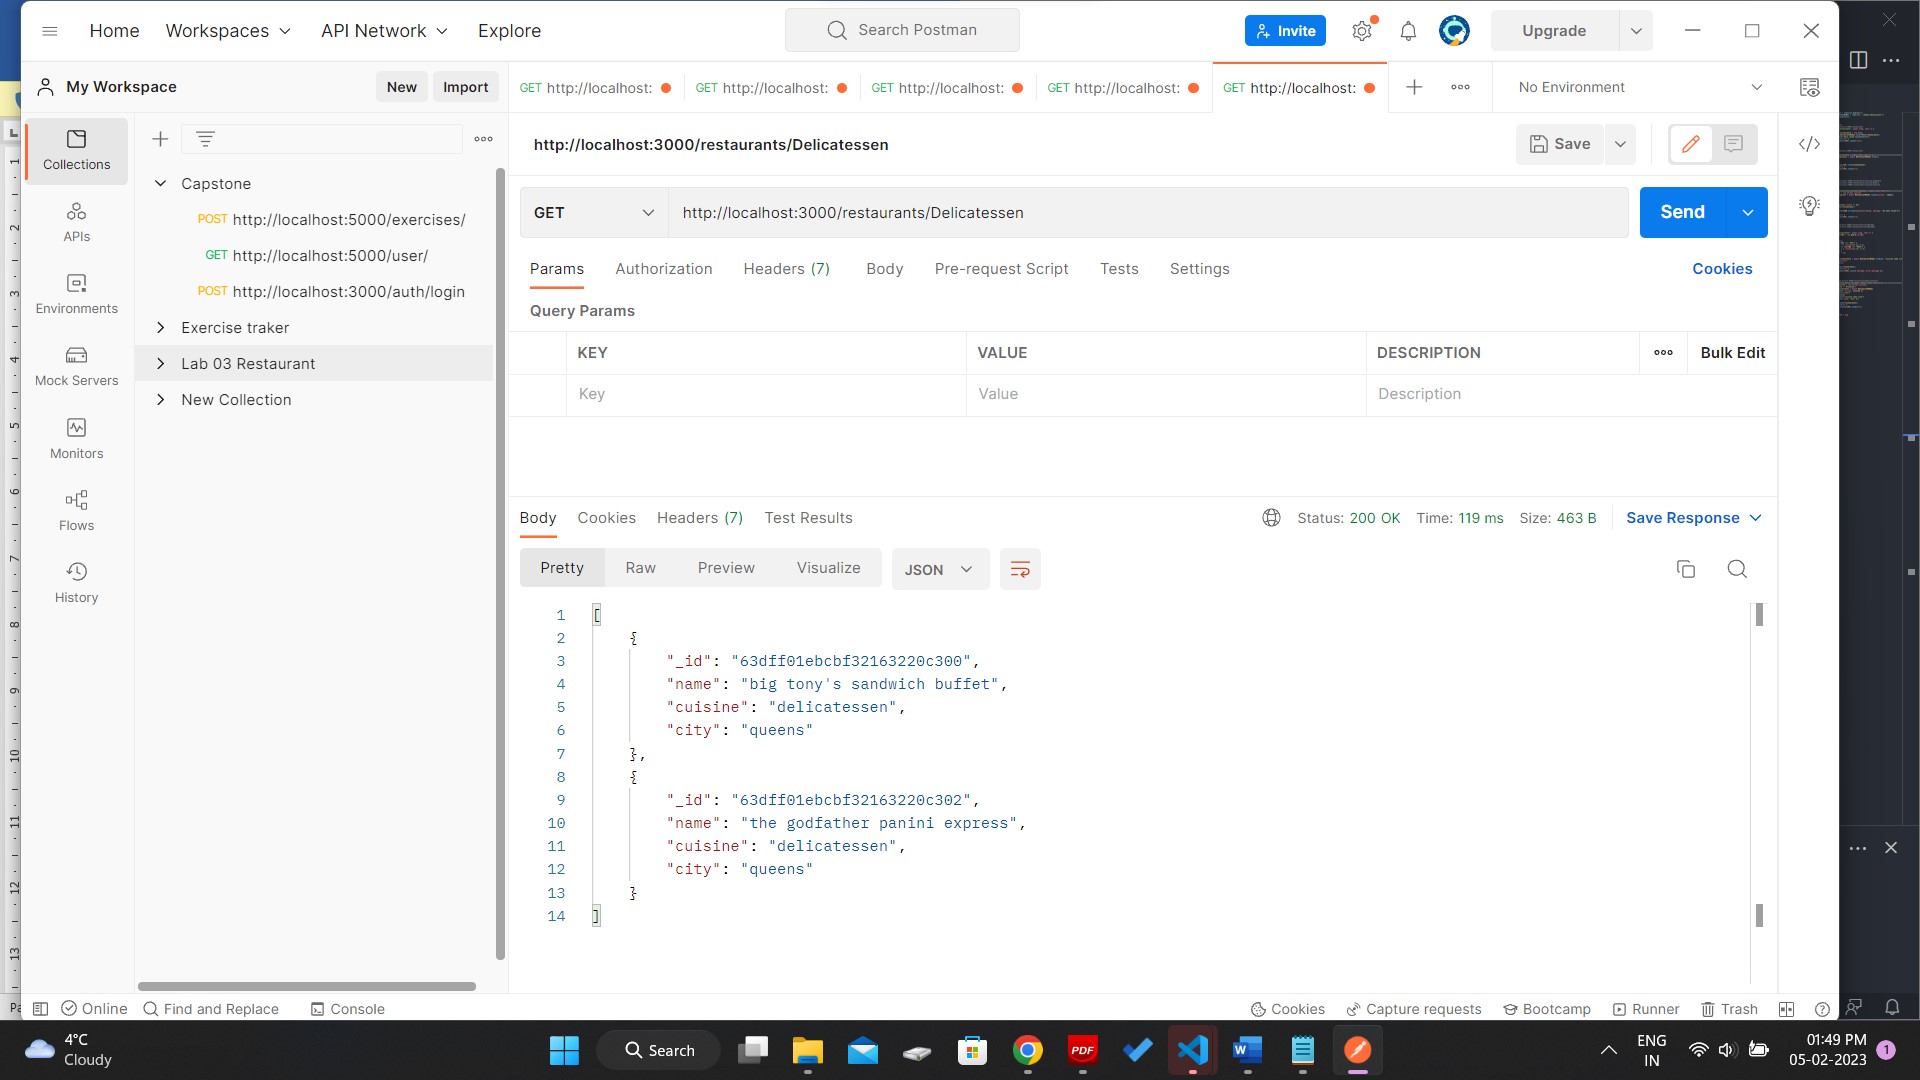 Home Workspaces API Network Explore Search Postman Invite Upgrade
My Workspace New Import GET http://localhost: GET http://localhost: GET http://localhost: GET http://localhost: GET http://localhost: No Environment
Collections
APIs
Environments
Mock Servers
Monitors
Flows
History
Capstone
POST http://localhost:5000/exercises/
GET http://localhost:5000/user/
POST http://localhost:3000/auth/login
Exercise traker
Lab 03 Restaurant
New Collection
http://localhost:3000/restaurants/Delicatessen Save
GET http://localhost:3000/restaurants/Delicatessen Send
Params Authorization Headers (7) Body Pre-request Script Tests Settings Cookies
Query Params
KEY VALUE DESCRIPTION Bulk Edit
Key Value Description
Body Cookies Headers (7) Test Results Status: 200 OK Time: 119 ms Size: 463 B Save Response
Pretty Raw Preview Visualize JSON
1 [
2 {
3 "_id": "63dff01ebcbf32163220c300",
4 "name": "big tony's sandwich buffet",
5 "cuisine": "delicatessen",
6 "city": "queens"
7 },
8 {
9 "_id": "63dff01ebcbf32163220c302",
10 "name": "the godfather panini express",
11 "cuisine": "delicatessen",
12 "city": "queens"
13 }
14 ]
Online Find and Replace Console Cookies Capture requests Bootcamp Runner Trash
4°C
Cloudy
Search
PDF
ENG
IN
01:49 PM
05-02-2023
1